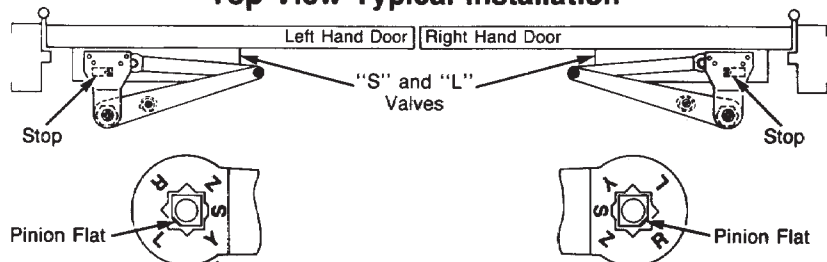 Top View Typical Installation
Left Hand Door
Right Hand Door
"S" and "L"
Valves
Stop
Stop
R
Z
S
Y
L
Pinion Flat
Y
L
S
Z
R
Pinion Flat